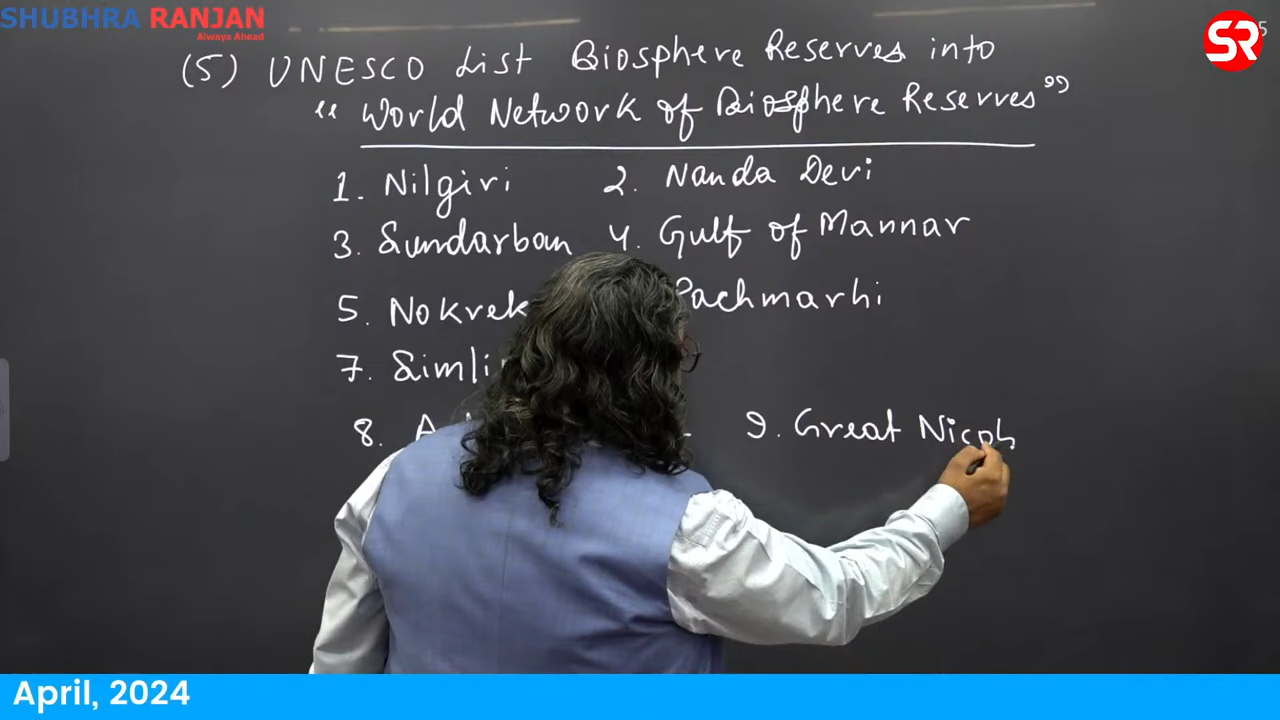 SHUBHRA RANJAN
Always Ahead
SR
5
(5) UNESCO List Biosphere Reserves into
“ World Network of Biosphere Reserves ”
1. Nilgiri 2. Nanda Devi
3. Sundarban 4. Gulf of Mannar
5. Nokrek Pachmarhi
7. Simli
8. A 9. Great Nicob
April, 2024